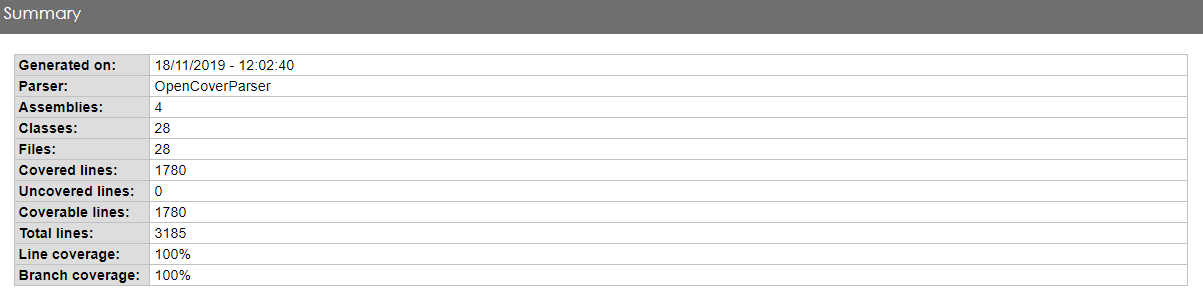 Summary
Generated on: 18/11/2019 - 12:02:40
Parser: OpenCoverParser
Assemblies: 4
Classes: 28
Files: 28
Covered lines: 1780
Uncovered lines: 0
Coverable lines: 1780
Total lines: 3185
Line coverage: 100%
Branch coverage: 100%